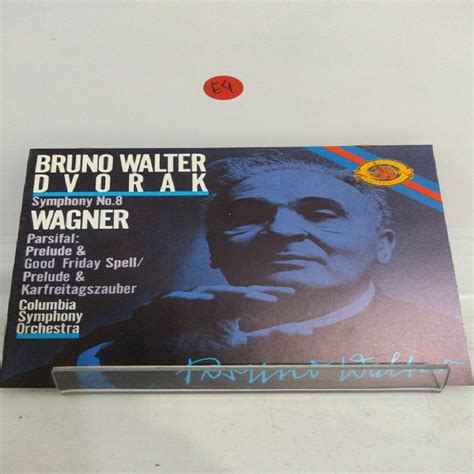 E4
BRUNO WALTER
DVORAK
Symphony No.8
WAGNER
Parsifal:
Prelude &
Good Friday Spell/
Prelude &
Karfreitagszauber
Columbia
Symphony
Orchestra
Bruno Walter